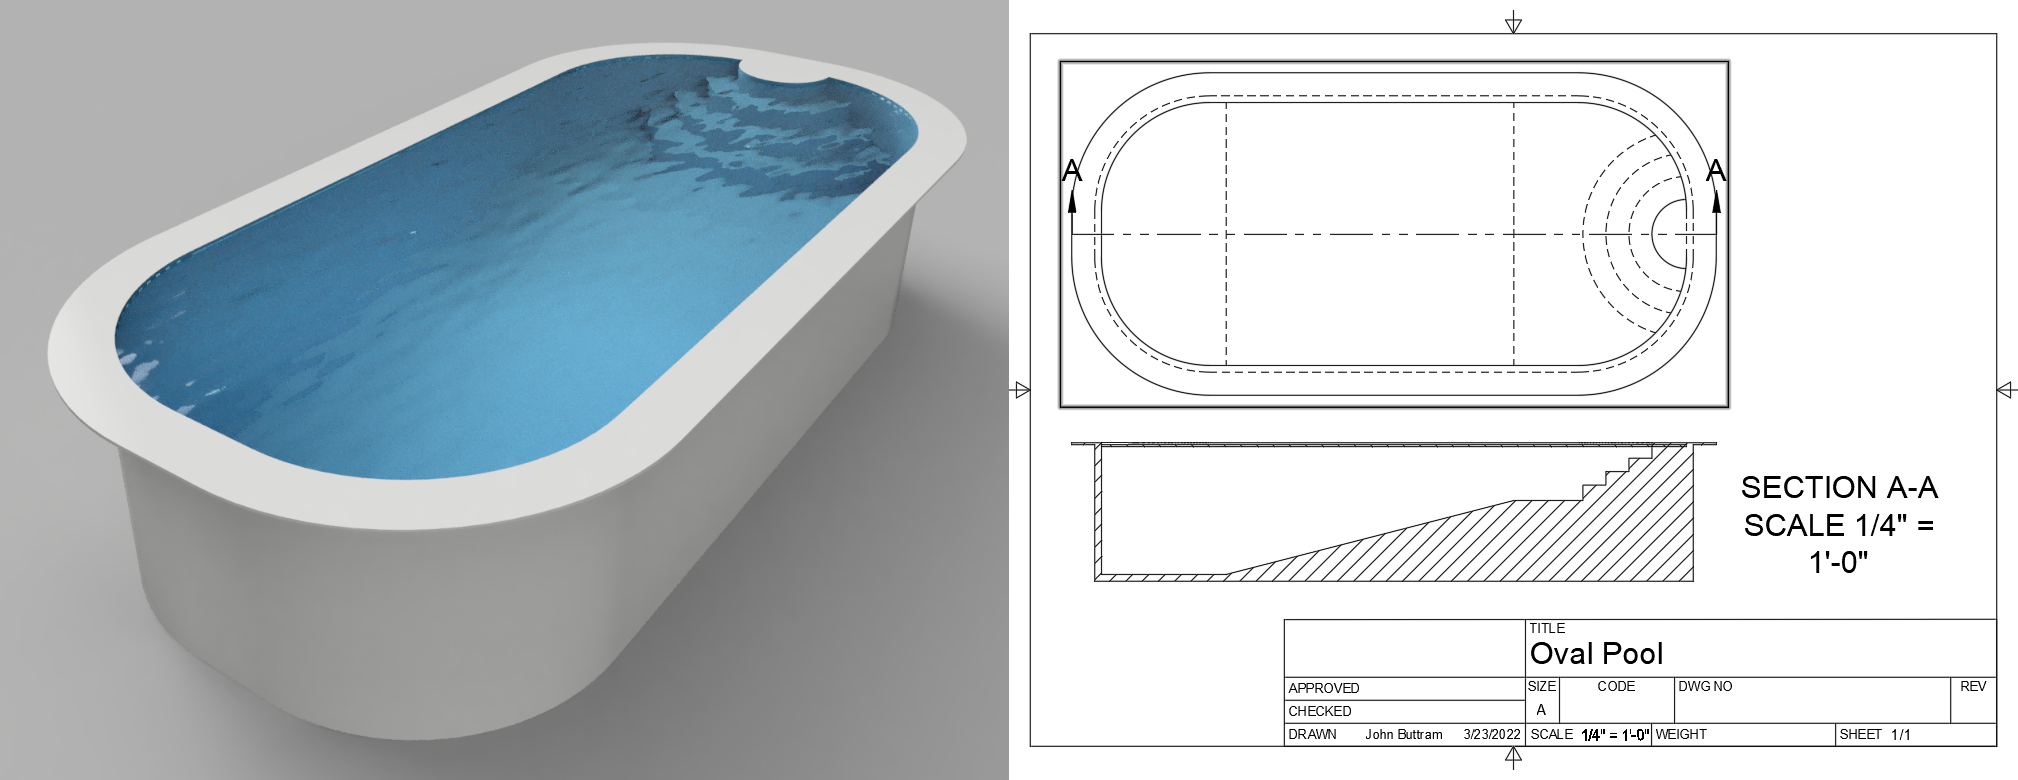 A
A
SECTION A-A
SCALE 1/4" =
1'-0"
TITLE
Oval Pool
APPROVED
SIZE
CODE
DWG NO
REV
CHECKED
A
DRAWN John Buttram 3/23/2022
SCALE 1/4" = 1'-0"
WEIGHT
SHEET 1/1